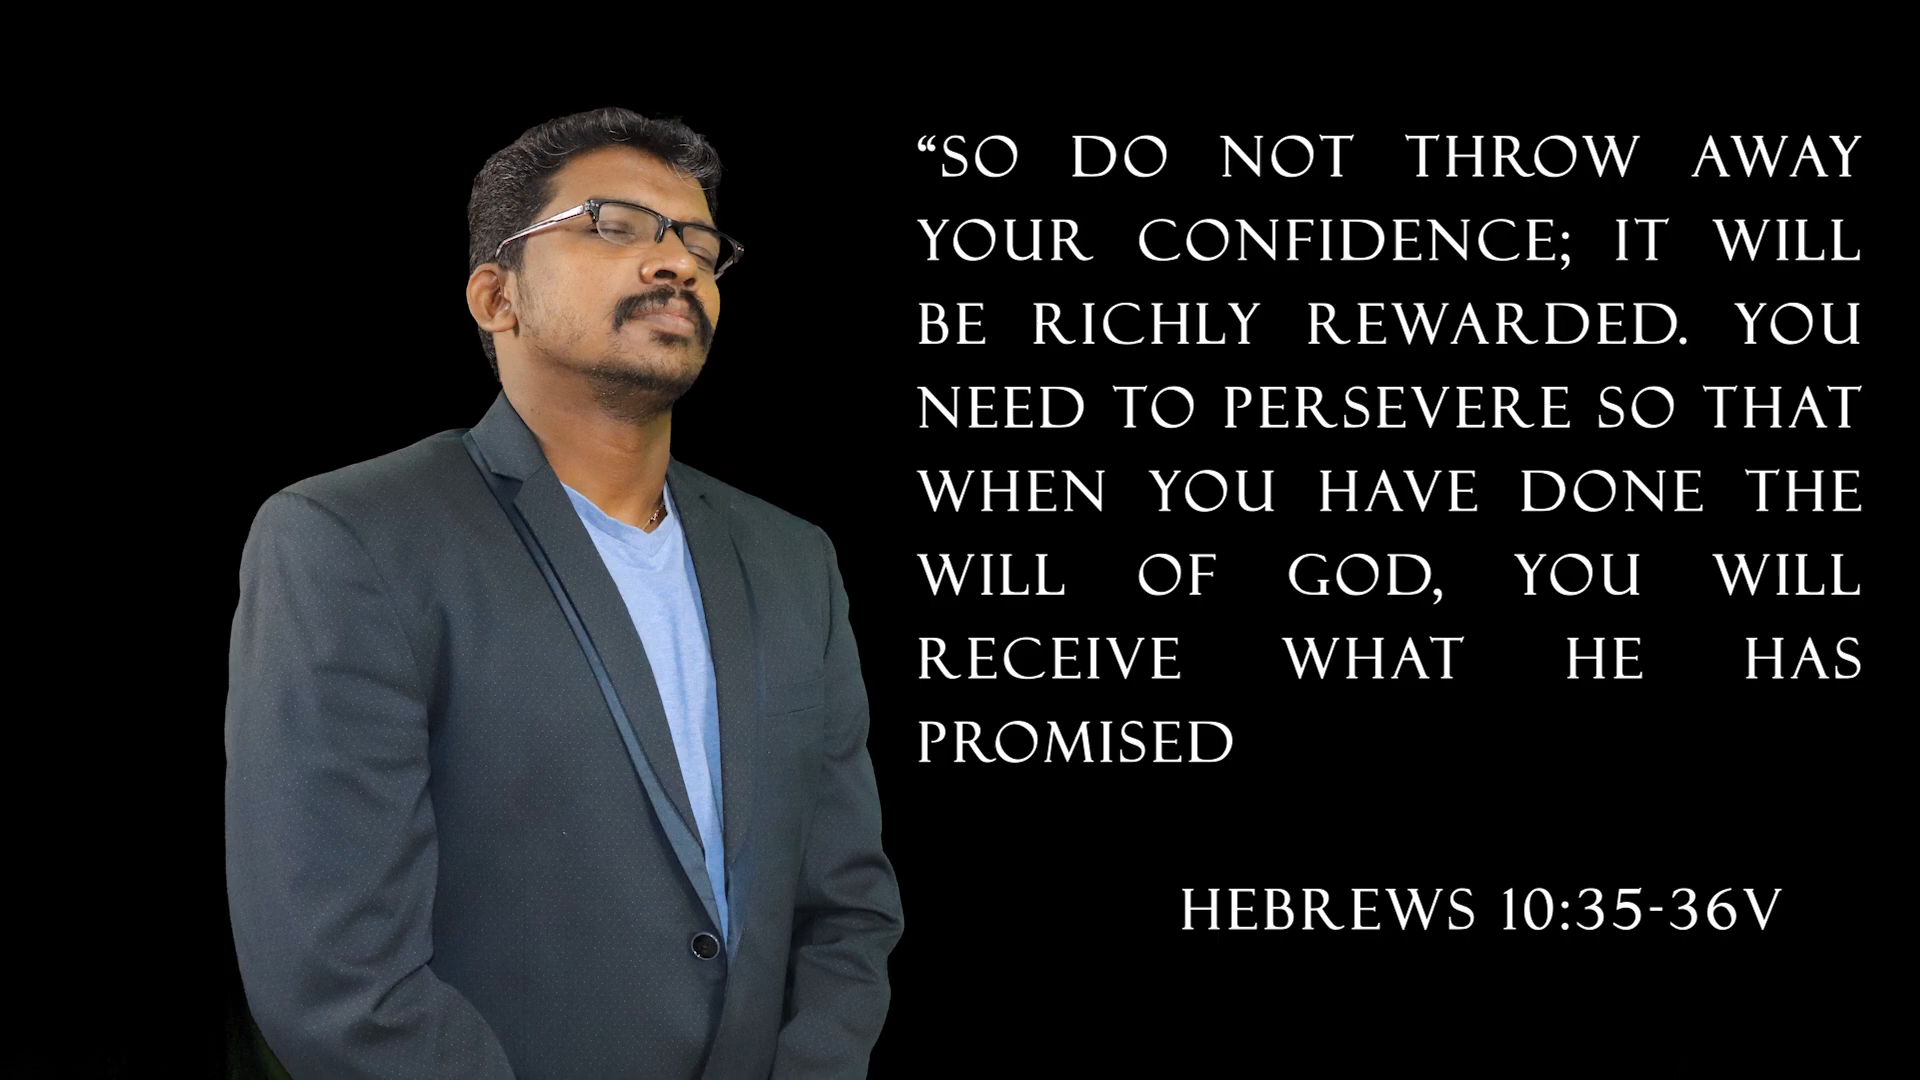 “SO DO NOT THROW AWAY
YOUR CONFIDENCE; IT WILL
BE RICHLY REWARDED. YOU
NEED TO PERSEVERE SO THAT
WHEN YOU HAVE DONE THE
WILL OF GOD, YOU WILL
RECEIVE WHAT HE HAS
PROMISED
HEBREWS 10:35-36V